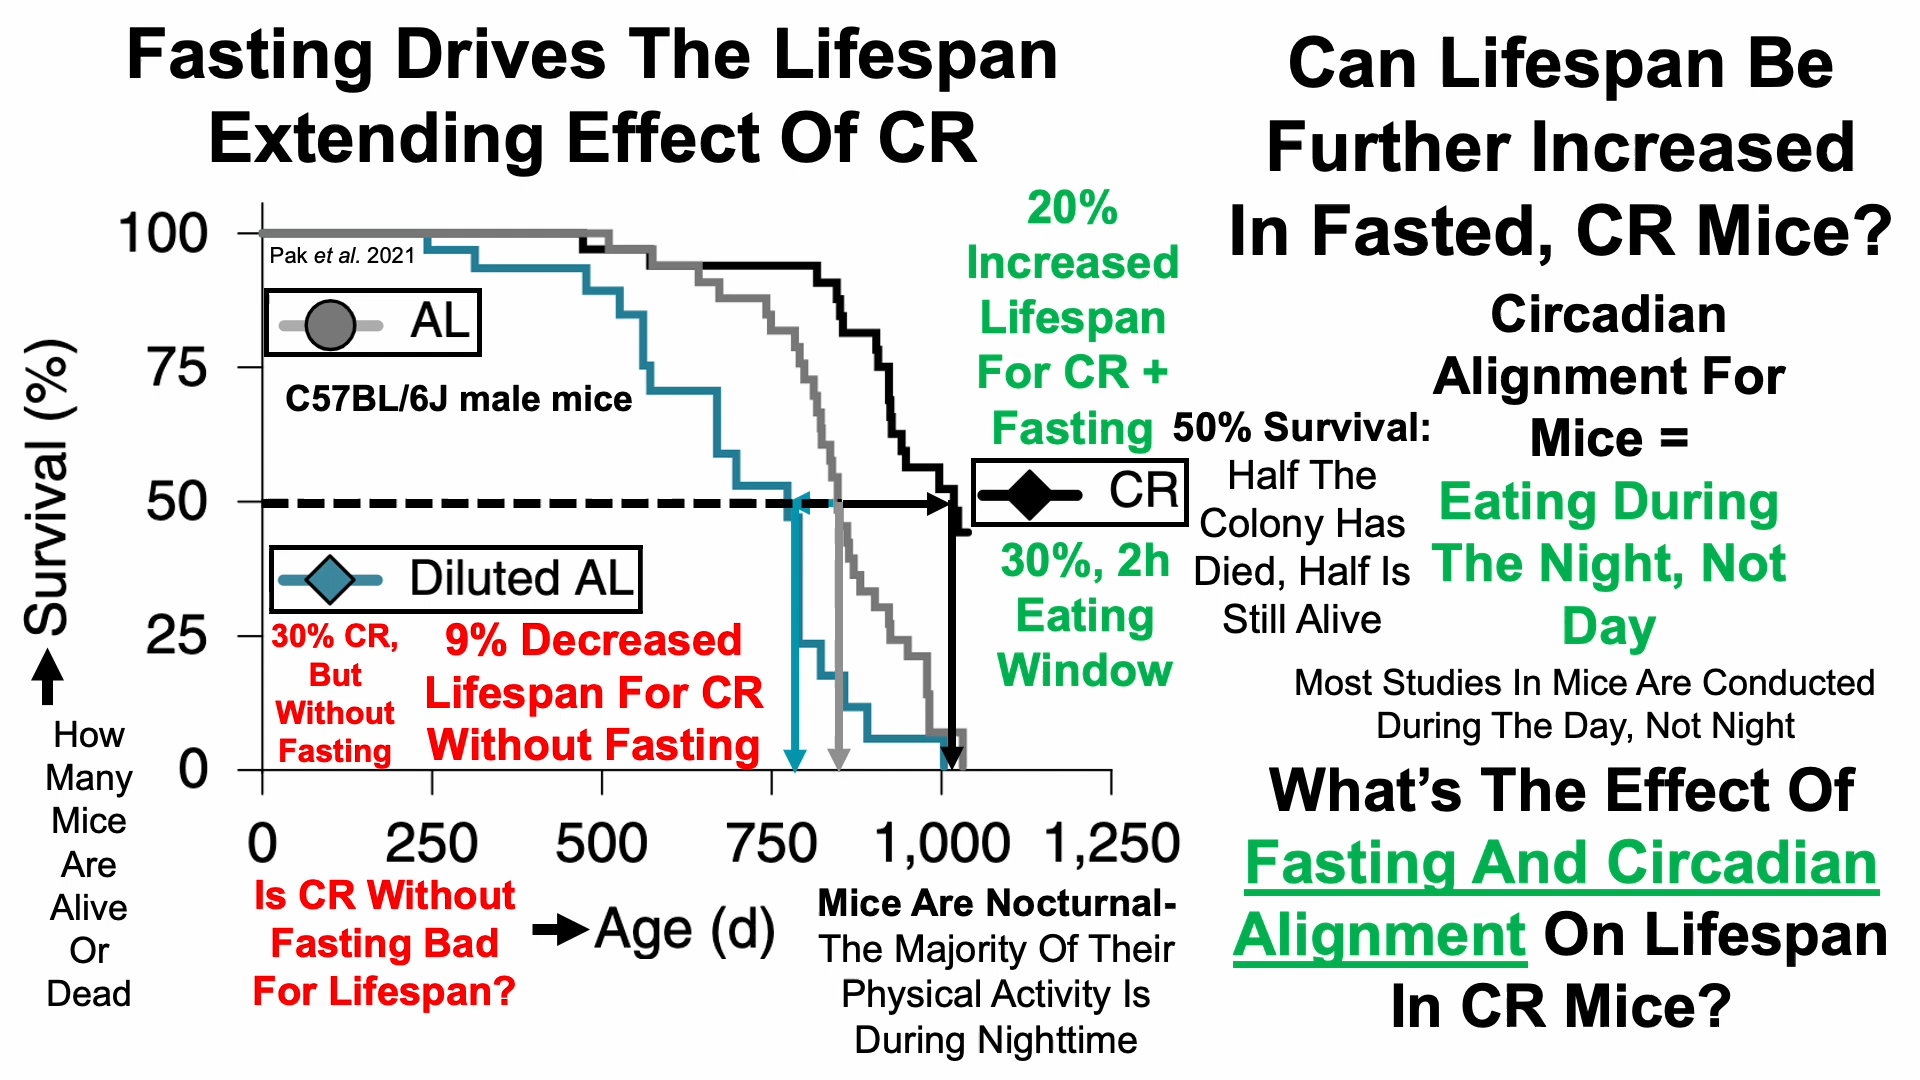 Fasting Drives The Lifespan
Extending Effect Of CR
Can Lifespan Be
Further Increased
In Fasted, CR Mice?
100
75
50
25
0
Survival (%)
How
Many
Mice
Are
Alive
Or
Dead
Pak et al. 2021
AL
C57BL/6J male mice
Diluted AL
30% CR,
But
Without
Fasting
9% Decreased
Lifespan For CR
Without Fasting
20%
Increased
Lifespan
For CR +
Fasting
CR
30%, 2h
Eating
Window
50% Survival:
Half The
Colony Has
Died, Half Is
Still Alive
Circadian
Alignment For
Mice =
Eating During
The Night, Not
Day
Most Studies In Mice Are Conducted
During The Day, Not Night
0 250 500 750 1,000 1,250
Age (d)
Is CR Without
Fasting Bad
For Lifespan?
Mice Are Nocturnal-
The Majority Of Their
Physical Activity Is
During Nighttime
What’s The Effect Of
Fasting And Circadian
Alignment On Lifespan
In CR Mice?